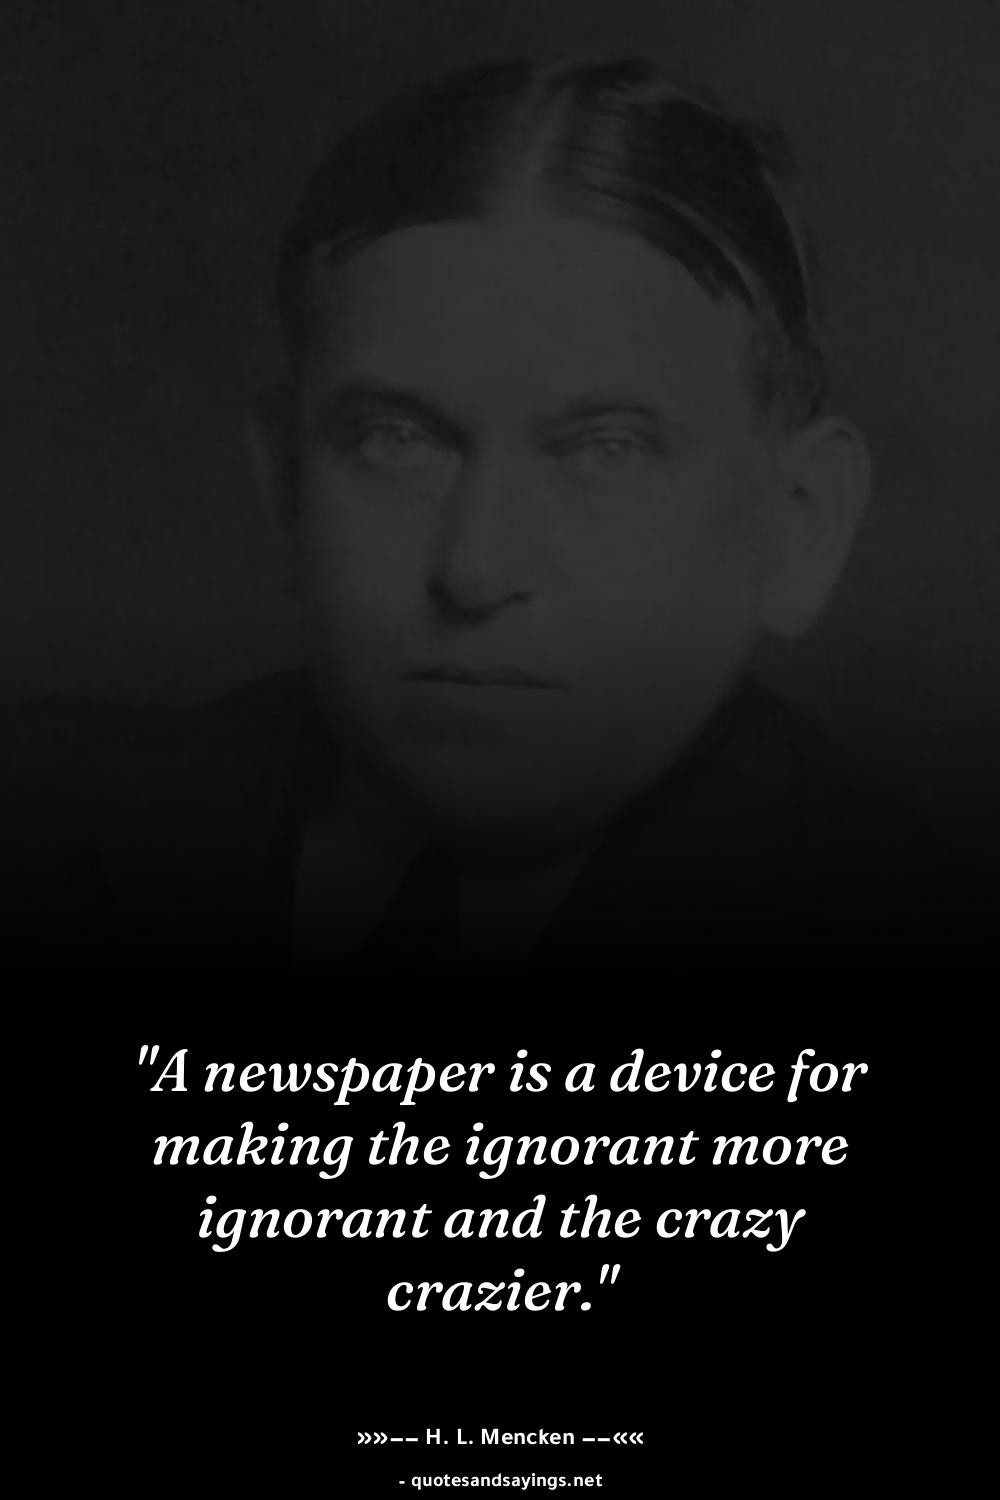 "A newspaper is a device for
making the ignorant more
ignorant and the crazy
crazier."
»»–– H. L. Mencken ––««
- quotesandsayings.net